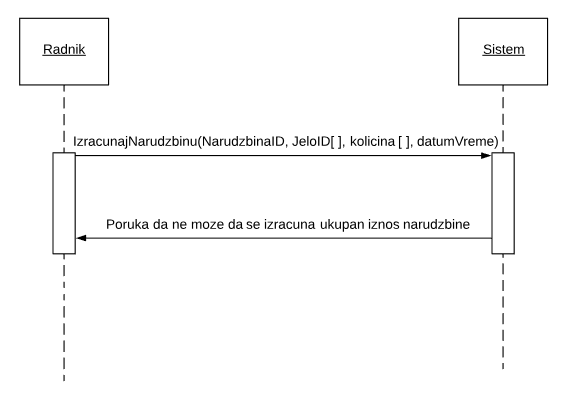 Radnik
Sistem
IzracunajNarudzbinu(NarudzbinaID, JeloID[ ], kolicina [ ], datumVreme)
Poruka da ne moze da se izracuna ukupan iznos narudzbine